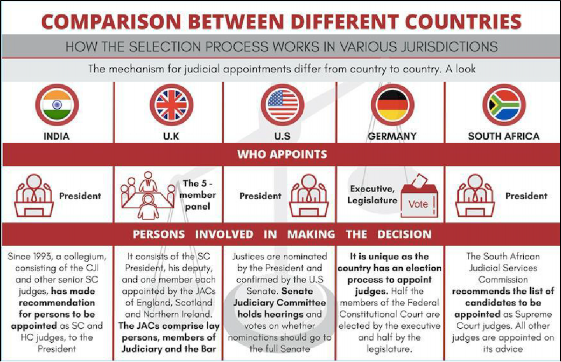 COMPARISON BETWEEN DIFFERENT COUNTRIES
HOW THE SELECTION PROCESS WORKS IN VARIOUS JURISDICTIONS
The mechanism for judicial appointments differ from country to country. A look
INDIA
U.K
U.S
GERMANY
SOUTH AFRICA
WHO APPOINTS
President
The 5 -
member
panel
President
Executive,
Legislature
Vote
President
PERSONS INVOLVED IN MAKING THE DECISION
Since 1993, a collegium,
consisting of the CJI
and other senior SC
judges, has made
recommendation
for persons to be
appointed as SC and
HC judges, to the
President
It consists of the SC
President, his deputy,
and one member each
appointed by the JACs
of England, Scotland
and Northern Ireland.
The JACs comprise lay
persons, members of
Judiciary and the Bar
Justices are nominated
by the President and
confirmed by the U.S
Senate. Senate
Judiciary Committee
holds hearings and
votes on whether
nominations should go to
the full Senate
It is unique as the
country has an election
process to appoint
judges. Half the
members of the Federal
Constitutional Court are
elected by the executive
and half by the
legislature.
The South African
Judicial Services
Commission
recommends the list of
candidates to be
appointed as Supreme
Court judges. All other
judges are appointed on
its advice